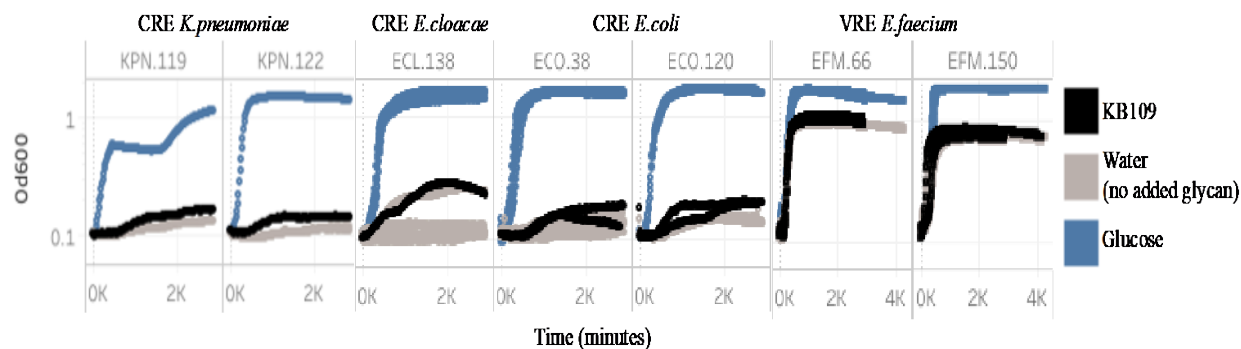 CRE K.pneumoniae CRE E.cloacae CRE E.coli VRE E.faecium
KPN.119 KPN.122 ECL.138 ECO.38 ECO.120 EFM.66 EFM.150
Od600
1
0.1
0K 2K 0K 2K 0K 2K 0K 2K 0K 2K 0K 2K 4K 0K 2K 4K
Time (minutes)
KB109
Water
(no added glycan)
Glucose